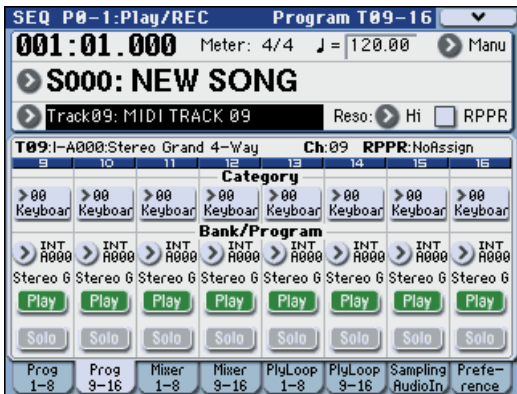 SEQ P0-1:Play/REC Program T09-16
001:01.000 Meter: 4/4 ♩=120.00 Manu
S000: NEW SONG
Track09: MIDI TRACK 09 Reso: Hi RPPR
T09:I-A000:Stereo Grand 4-Way Ch:09 RPPR:NoAssign
9 10 11 12 13 14 15 16
Category
>00 >00 >00 >00 >00 >00 >00 >00
Keyboar Keyboar Keyboar Keyboar Keyboar Keyboar Keyboar Keyboar
Bank/Program
INT INT INT INT INT INT INT INT
A000 A000 A000 A000 A000 A000 A000 A000
Stereo G Stereo G Stereo G Stereo G Stereo G Stereo G Stereo G Stereo G
Play Play Play Play Play Play Play Play
Solo Solo Solo Solo Solo Solo Solo Solo
Prog Prog Mixer Mixer PlyLoop PlyLoop Sampling Prefe-
1-8 9-16 1-8 9-16 1-8 9-16 AudioIn rence